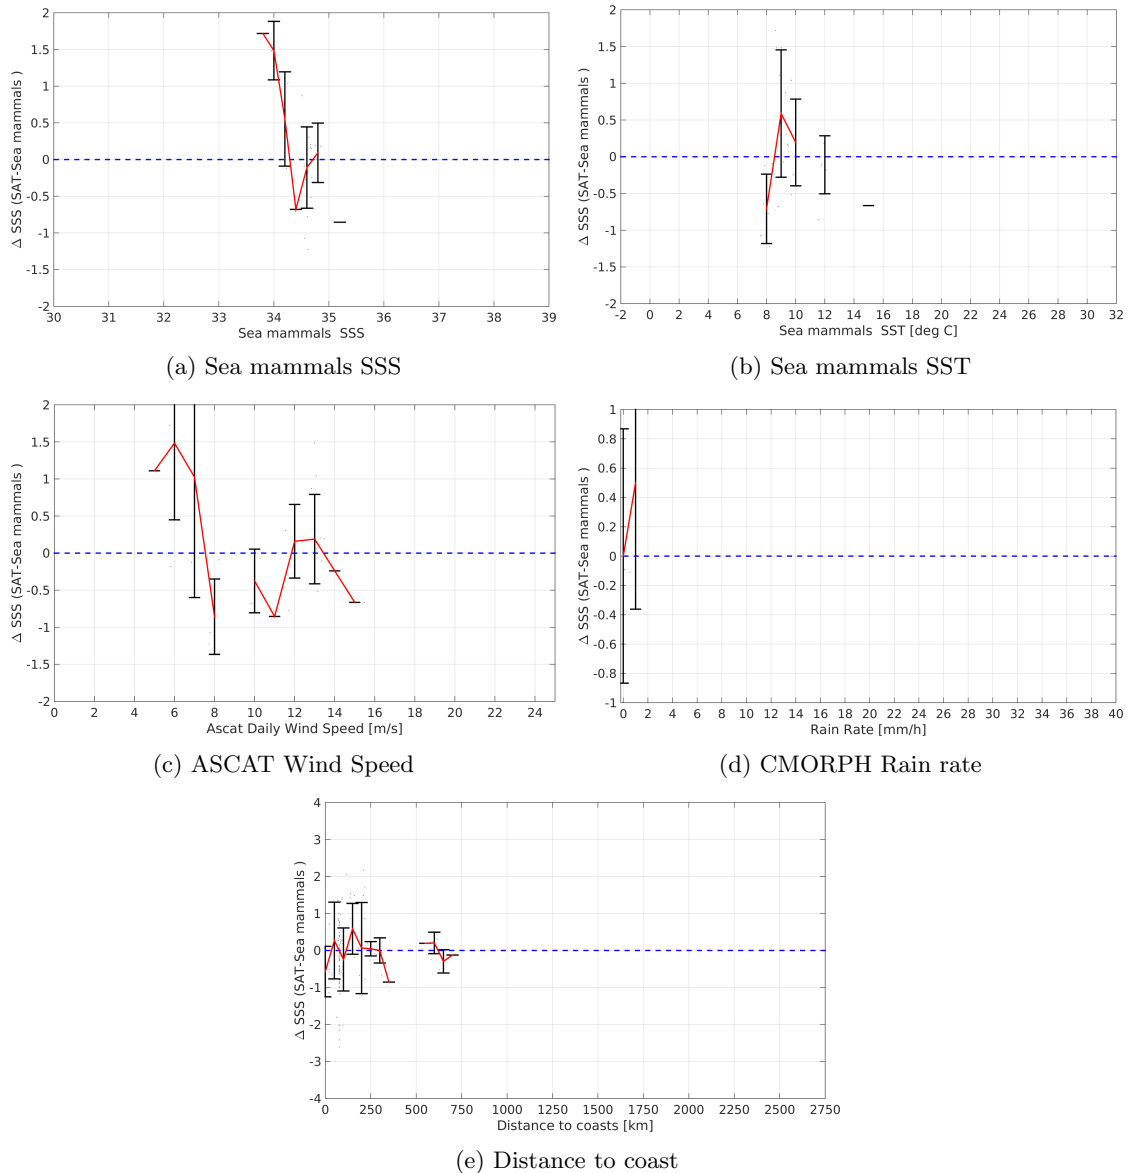 2
1.5
1
0.5
0
-0.5
-1
-1.5
-2
Δ SSS (SAT-Sea mammals )
30 31 32 33 34 35 36 37 38 39
Sea mammals SSS
(a) Sea mammals SSS
2
1.5
1
0.5
0
-0.5
-1
-1.5
-2
Δ SSS (SAT-Sea mammals )
-2 0 2 4 6 8 10 12 14 16 18 20 22 24 26 28 30 32
Sea mammals SST [deg C]
(b) Sea mammals SST
2
1.5
1
0.5
0
-0.5
-1
-1.5
-2
Δ SSS (SAT-Sea mammals )
0 2 4 6 8 10 12 14 16 18 20 22 24
Ascat Daily Wind Speed [m/s]
(c) ASCAT Wind Speed
1
0.8
0.6
0.4
0.2
0
-0.2
-0.4
-0.6
-0.8
-1
Δ SSS (SAT-Sea mammals )
0 2 4 6 8 10 12 14 16 18 20 22 24 26 28 30 32 34 36 38 40
Rain Rate [mm/h]
(d) CMORPH Rain rate
4
3
2
1
0
-1
-2
-3
-4
Δ SSS (SAT-Sea mammals )
0 250 500 750 1000 1250 1500 1750 2000 2250 2500 2750
Distance to coasts [km]
(e) Distance to coast